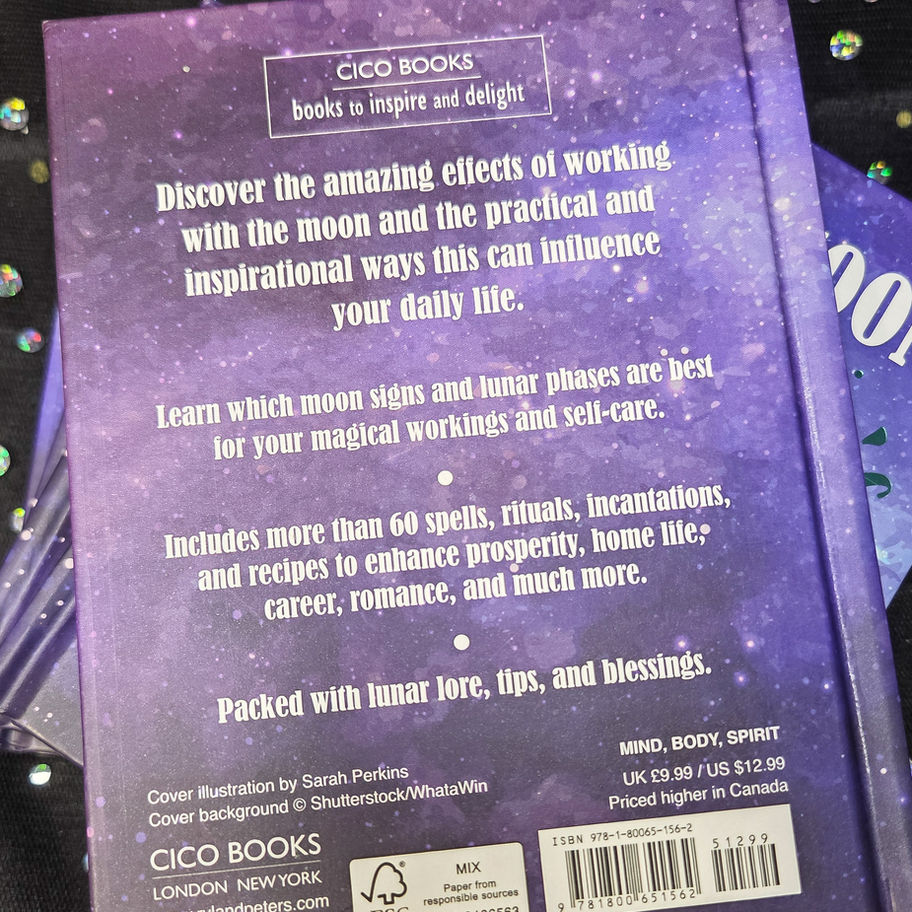 CICO BOOKS
books to inspire and delight
Discover the amazing effects of working
with the moon and the practical and
inspirational ways this can influence
your daily life.
Learn which moon signs and lunar phases are best
for your magical workings and self-care.
Includes more than 60 spells, rituals, incantations,
and recipes to enhance prosperity, home life,
career, romance, and much more.
Packed with lunar lore, tips, and blessings.
MIND, BODY, SPIRIT
UK £9.99 / US $12.99
Priced higher in Canada
Cover illustration by Sarah Perkins
Cover background © Shutterstock/WhataWin
CICO BOOKS
LONDON NEW YORK
MIX
Paper from
responsible sources
ISBN 978-1-80065-156-2
51299
9 781800 651562